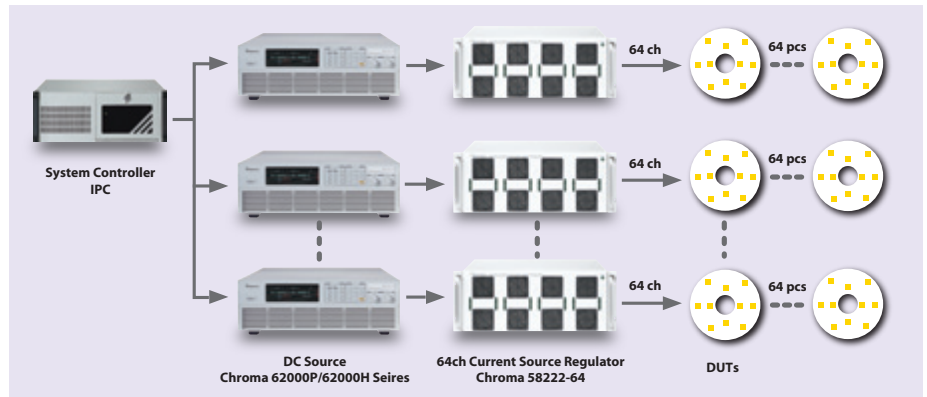 64 ch
64 pcs
System Controller
IPC
64 ch
64 pcs
64 ch
64 pcs
DC Source
Chroma 62000P/62000H Seires
64ch Current Source Regulator
Chroma 58222-64
DUTs